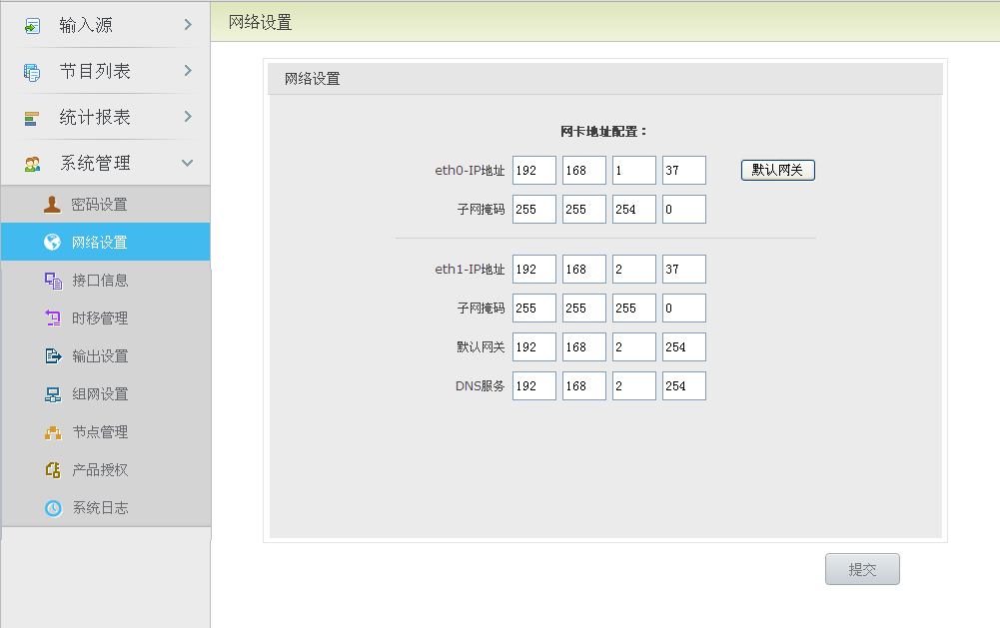 输入源
节目列表
统计报表
系统管理
密码设置
网络设置
接口信息
时移管理
输出设置
组网设置
节点管理
产品授权
系统日志
网络设置
网络设置
网卡地址配置：
eth0-IP地址 192 168 1 37 默认网关
子网掩码 255 255 254 0
eth1-IP地址 192 168 2 37
子网掩码 255 255 255 0
默认网关 192 168 2 254
DNS服务 192 168 2 254
提交